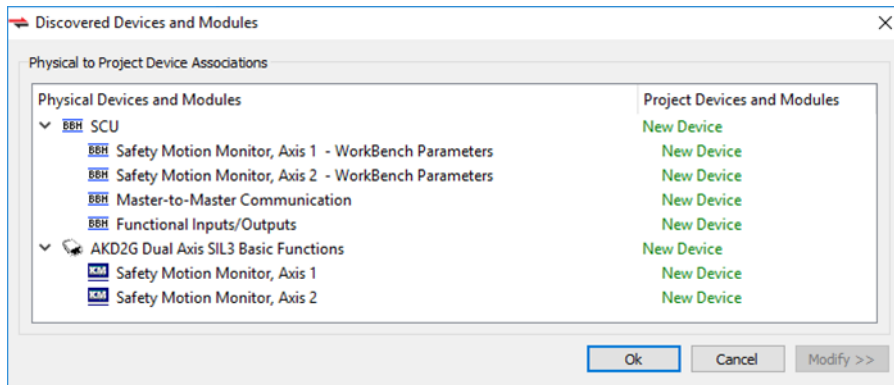 Discovered Devices and Modules
Physical to Project Device Associations
Physical Devices and Modules Project Devices and Modules
BBH SCU New Device
BBH Safety Motion Monitor, Axis 1 - WorkBench Parameters New Device
BBH Safety Motion Monitor, Axis 2 - WorkBench Parameters New Device
BBH Master-to-Master Communication New Device
BBH Functional Inputs/Outputs New Device
AKD2G Dual Axis SIL3 Basic Functions New Device
KM Safety Motion Monitor, Axis 1 New Device
KM Safety Motion Monitor, Axis 2 New Device
Ok Cancel Modify >>